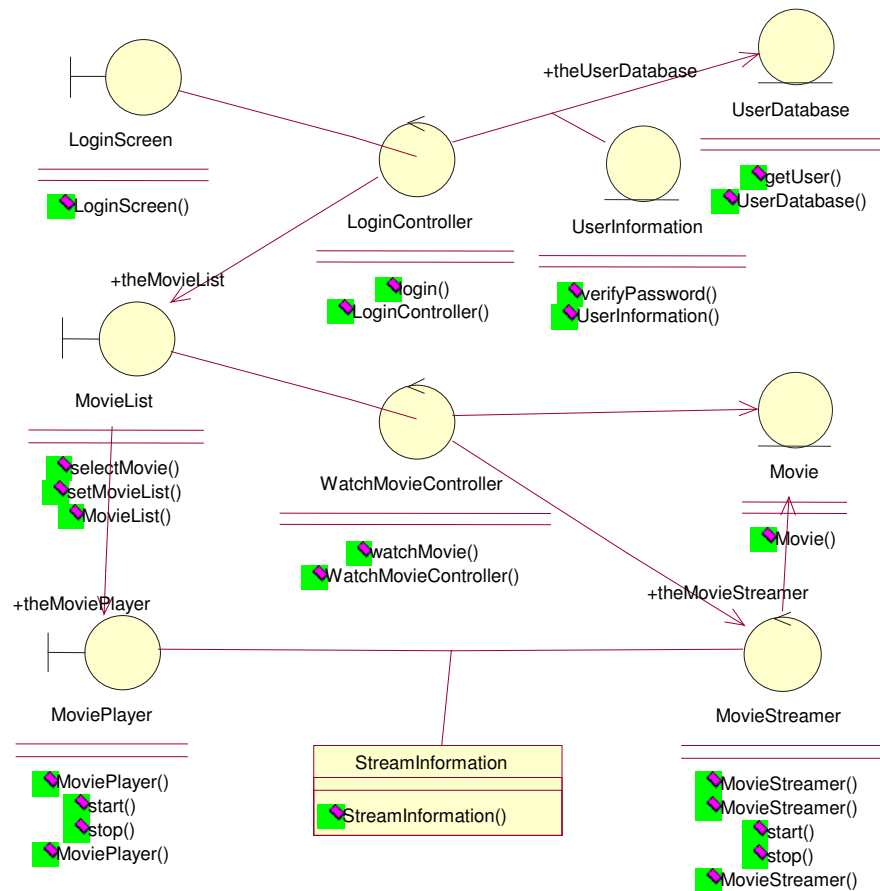 +theUserDatabase
UserDatabase
getUser()
UserDatabase()
LoginScreen
LoginScreen()
LoginController
login()
LoginController()
UserInformation
verifyPassword()
UserInformation()
+theMovieList
MovieList
selectMovie()
setMovieList()
MovieList()
WatchMovieController
watchMovie()
WatchMovieController()
Movie
Movie()
+theMoviePlayer
MoviePlayer
MoviePlayer()
start()
stop()
MoviePlayer()
StreamInformation
StreamInformation()
+theMovieStreamer
MovieStreamer
MovieStreamer()
MovieStreamer()
start()
stop()
MovieStreamer()